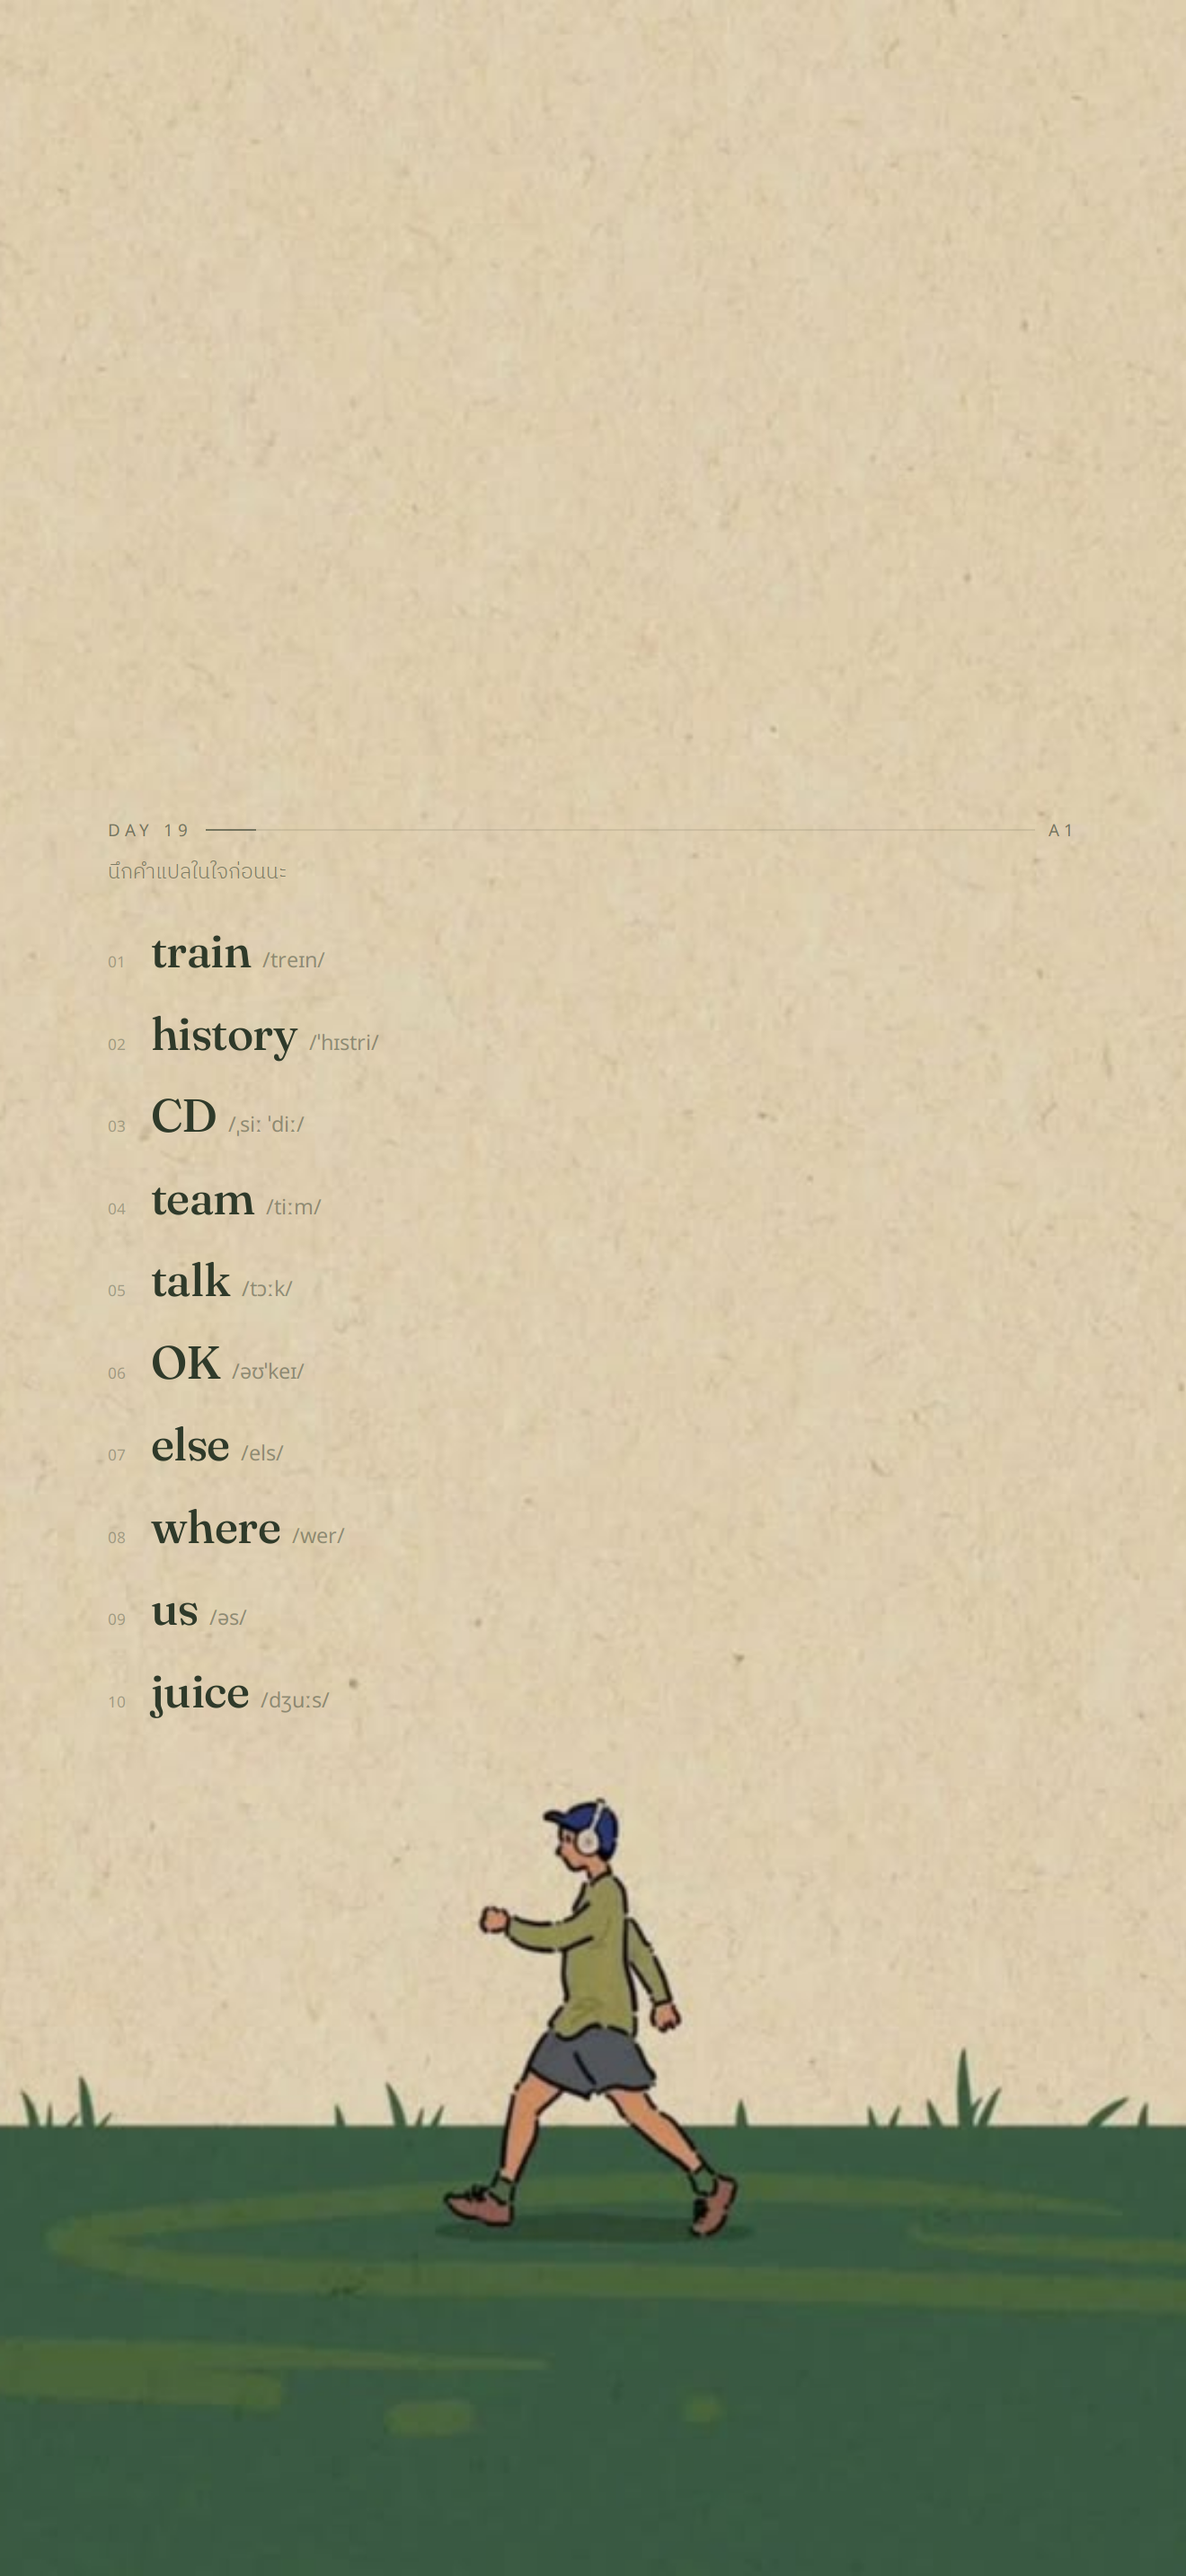 DAY 19 A1
นึกคำแปลในใจก่อนนะ
01 train /treɪn/
02 history /ˈhɪstri/
03 CD /ˌsiː ˈdiː/
04 team /tiːm/
05 talk /tɔːk/
06 OK /əʊˈkeɪ/
07 else /els/
08 where /wer/
09 us /əs/
10 juice /dʒuːs/